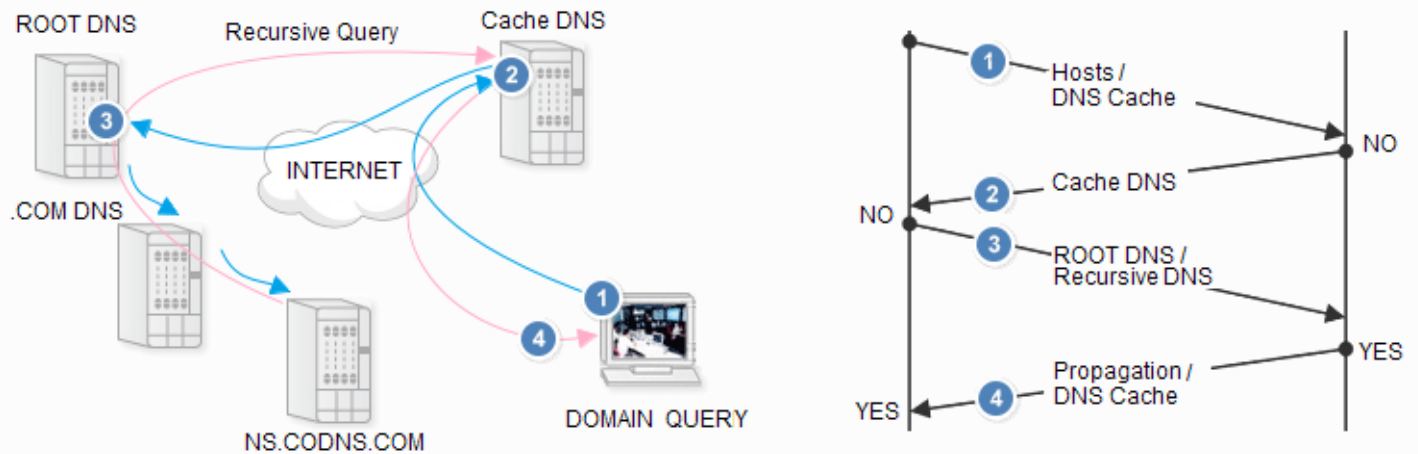 ROOT DNS
Recursive Query
Cache DNS
2
3
INTERNET
.COM DNS
1
4
DOMAIN QUERY
NS.CODNS.COM
1
Hosts /
DNS Cache
NO
Cache DNS
2
NO
3
ROOT DNS /
Recursive DNS
YES
Propagation /
DNS Cache
4
YES